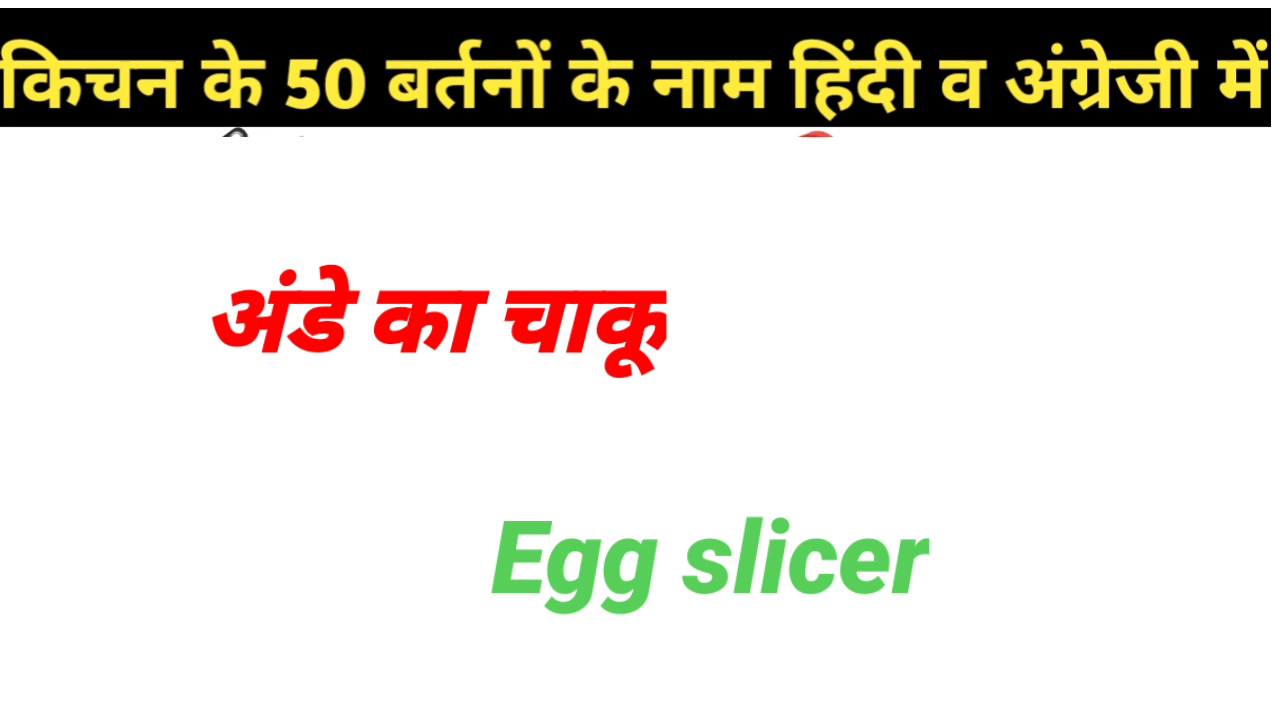 किचन के 50 बर्तनों के नाम हिंदी व अंग्रेजी में
अंडे का चाकू
Egg slicer